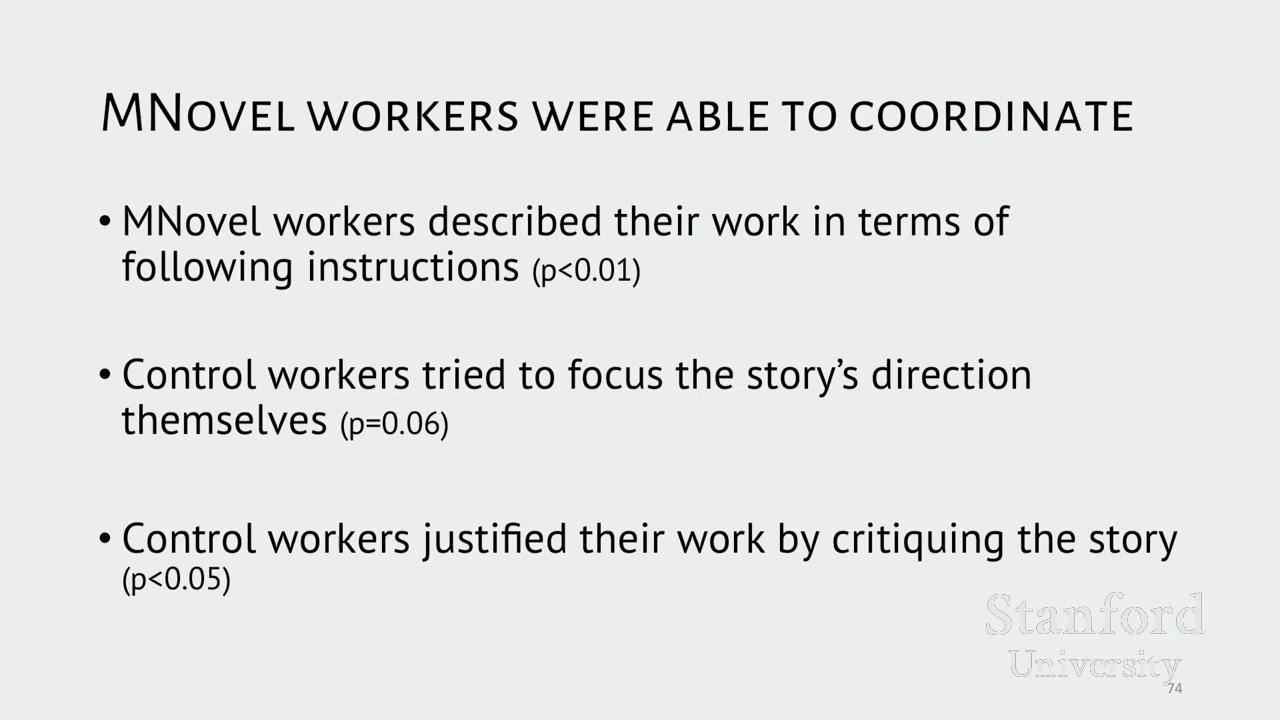 MNovel workers were able to coordinate
• MNovel workers described their work in terms of
following instructions (p<0.01)
• Control workers tried to focus the story’s direction
themselves (p=0.06)
• Control workers justified their work by critiquing the story
(p<0.05)
Stanford
University
74